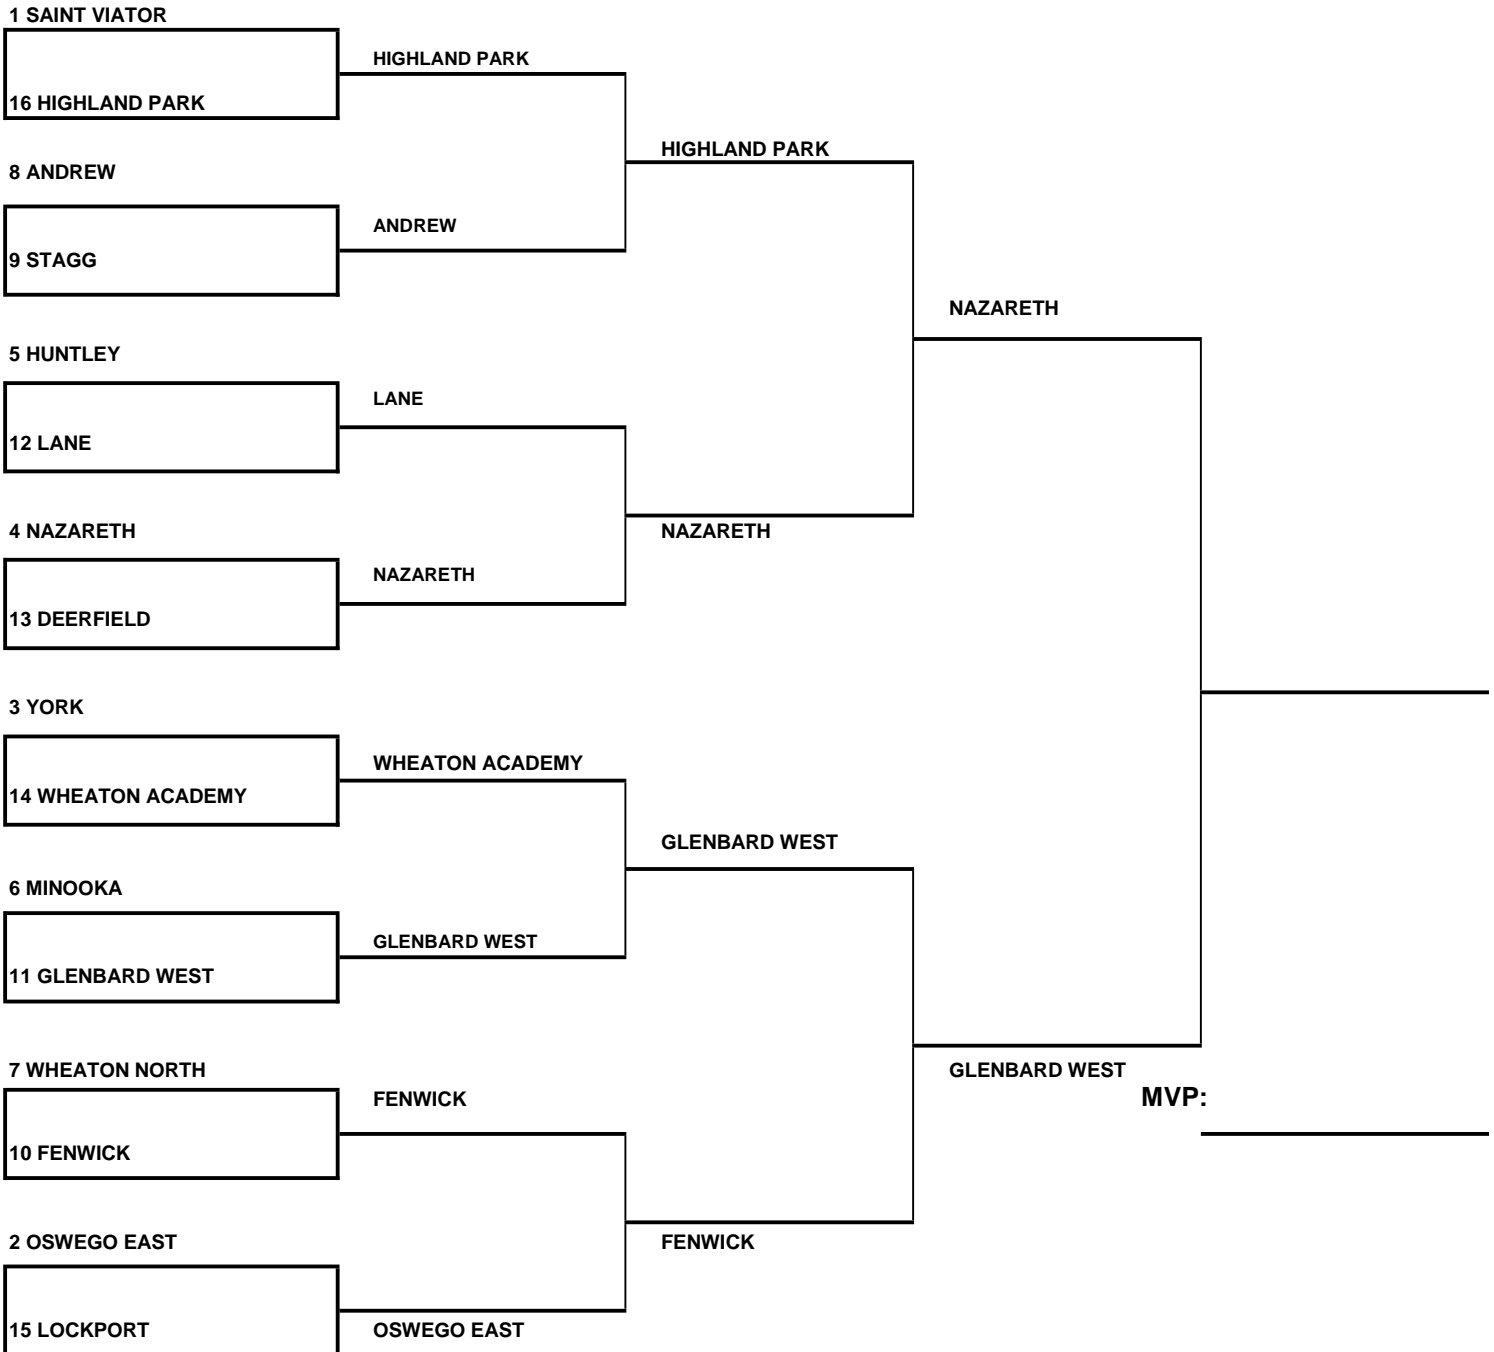 1 SAINT VIATOR
HIGHLAND PARK
16 HIGHLAND PARK
HIGHLAND PARK
8 ANDREW
ANDREW
9 STAGG
NAZARETH
5 HUNTLEY
LANE
12 LANE
4 NAZARETH
NAZARETH
NAZARETH
13 DEERFIELD
3 YORK
WHEATON ACADEMY
14 WHEATON ACADEMY
GLENBARD WEST
6 MINOOKA
GLENBARD WEST
11 GLENBARD WEST
7 WHEATON NORTH
GLENBARD WEST
FENWICK
MVP:
10 FENWICK
2 OSWEGO EAST
FENWICK
15 LOCKPORT
OSWEGO EAST